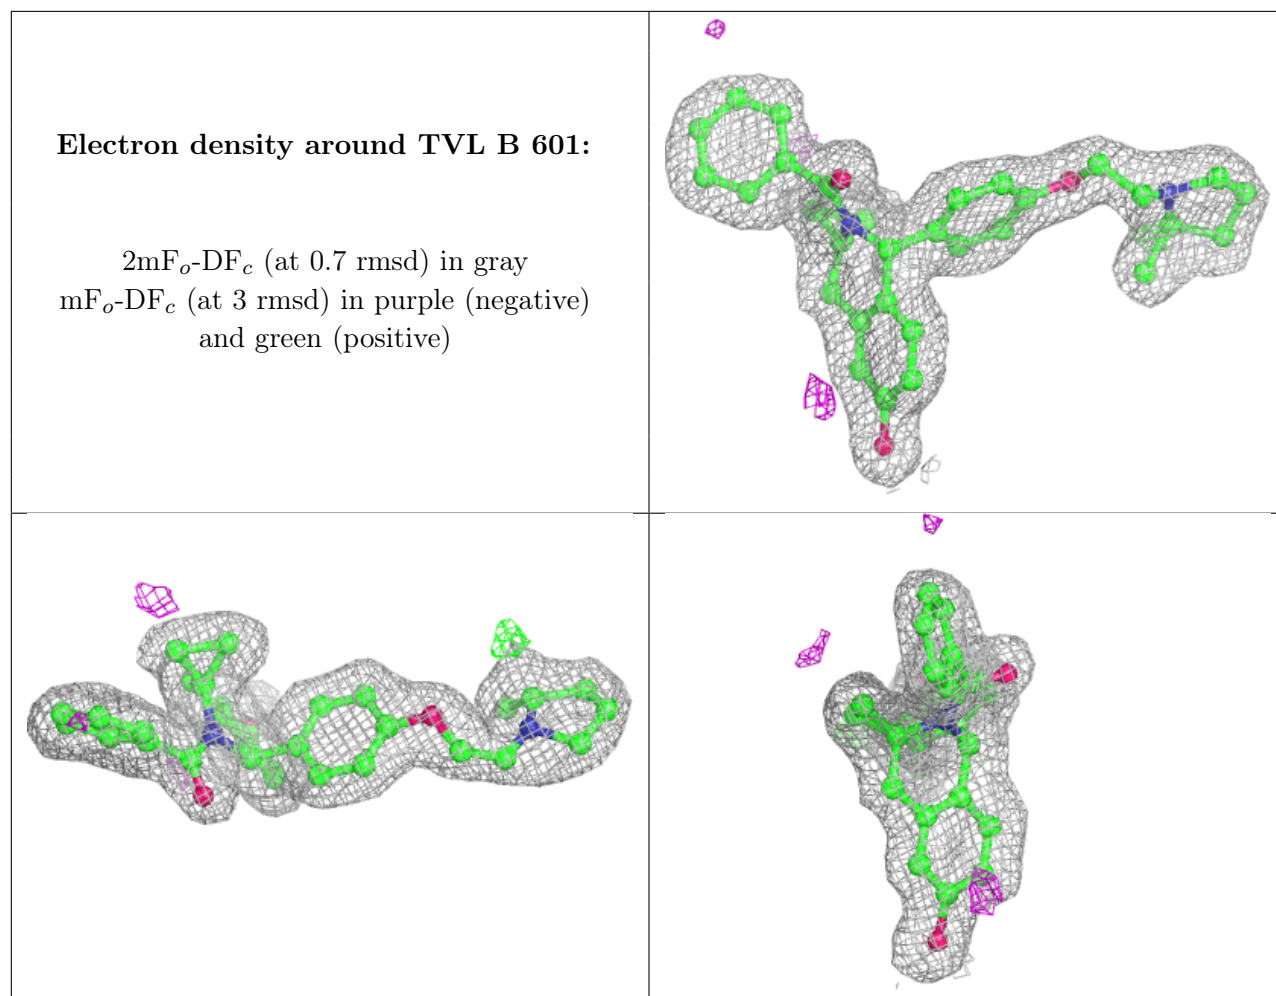 Electron density around TVL B 601:
2mFo-DFc (at 0.7 rmsd) in gray
mFo-DFc (at 3 rmsd) in purple (negative)
and green (positive)